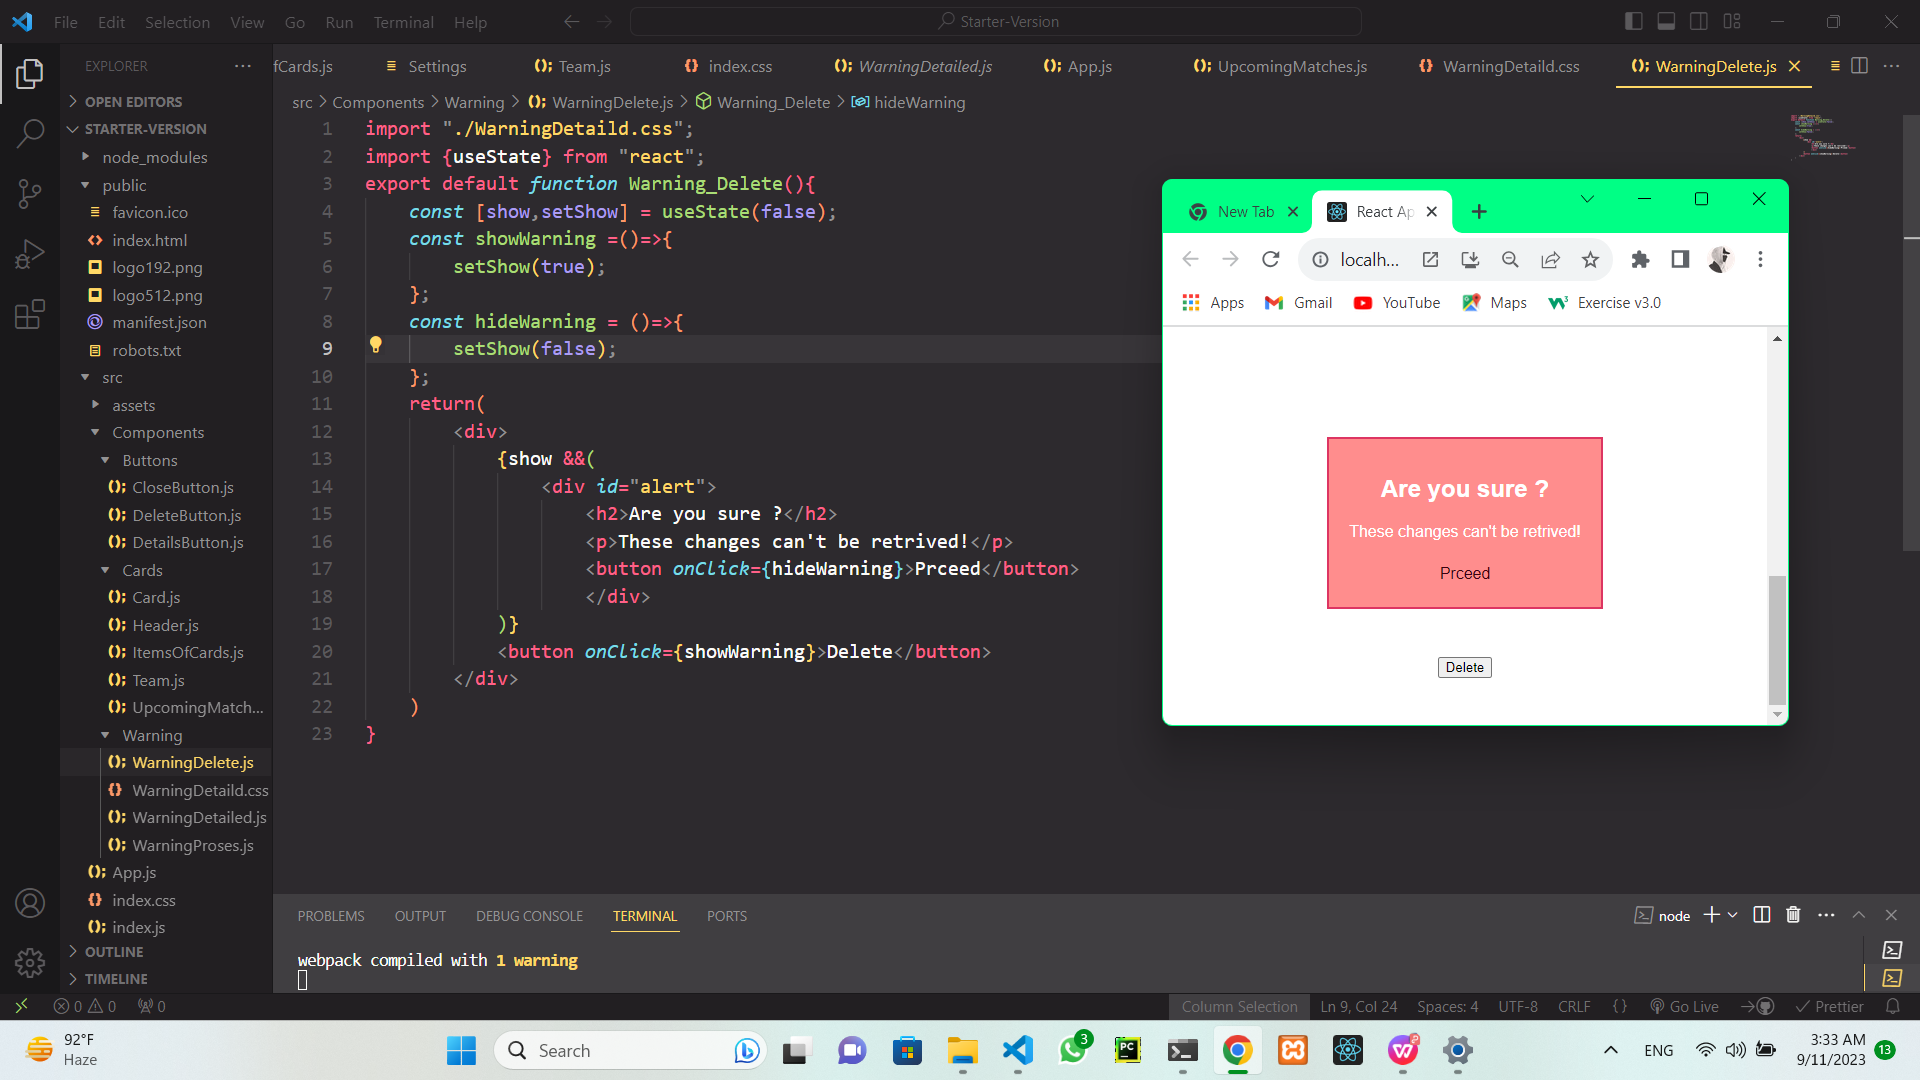 File Edit Selection View Go Run Terminal Help
Starter-Version
EXPLORER
fCards.js Settings Team.js index.css WarningDetailed.js App.js UpcomingMatches.js WarningDetaild.css WarningDelete.js
src > Components > Warning > WarningDelete.js > Warning_Delete > hideWarning
OPEN EDITORS
STARTER-VERSION
node_modules
public
favicon.ico
index.html
logo192.png
logo512.png
manifest.json
robots.txt
src
assets
Components
Buttons
CloseButton.js
DeleteButton.js
DetailsButton.js
Cards
Card.js
Header.js
ItemsOfCards.js
Team.js
UpcomingMatch...
Warning
WarningDelete.js
WarningDetaild.css
WarningDetailed.js
WarningProses.js
App.js
index.css
index.js
OUTLINE
TIMELINE
1 import "./WarningDetaild.css";
2 import {useState} from "react";
3 export default function Warning_Delete(){
4 const [show,setShow] = useState(false);
5 const showWarning =()=>{
6 setShow(true);
7 };
8 const hideWarning = ()=>{
9 setShow(false);
10 };
11 return(
12 <div>
13 {show &&(
14 <div id="alert">
15 <h2>Are you sure ?</h2>
16 <p>These changes can't be retrived!</p>
17 <button onClick={hideWarning}>Prceed</button>
18 </div>
19 )}
20 <button onClick={showWarning}>Delete</button>
21 </div>
22 )
23 }
New Tab React Ap
localh...
Apps Gmail YouTube Maps Exercise v3.0
Are you sure ?
These changes can't be retrived!
Prceed
Delete
PROBLEMS OUTPUT DEBUG CONSOLE TERMINAL PORTS
node
webpack compiled with 1 warning
0 0 0
Column Selection Ln 9, Col 24 Spaces: 4 UTF-8 CRLF { } Go Live Prettier
92°F
Haze
Search
3
PC
ENG
3:33 AM
9/11/2023
13